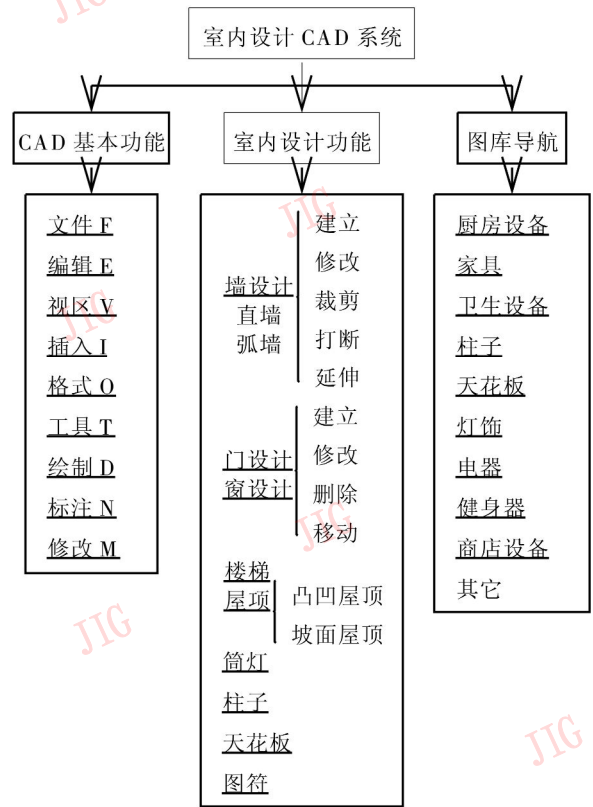 室内设计 CAD 系统
CAD 基本功能
室内设计功能
图库导航
文件 F
编辑 E
视区 V
插入 I
格式 O
工具 T
绘制 D
标注 N
修改 M
墙设计
直墙
弧墙
建立
修改
裁剪
打断
延伸
门设计
窗设计
建立
修改
删除
移动
楼梯
屋项
凸凹屋顶
坡面屋顶
筒灯
柱子
天花板
图符
厨房设备
家具
卫生设备
柱子
天花板
灯饰
电器
健身器
商店设备
其它
JIG
JIG
JIG
JIG
JIG
JIG